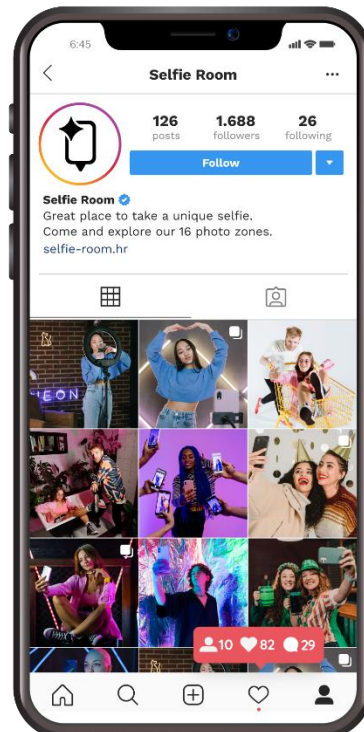 6:45
Selfie Room
126 1.688 26
posts followers following
Follow
Selfie Room
Great place to take a unique selfie.
Come and explore our 16 photo zones.
selfie-room.hr
NEON
10 82 29